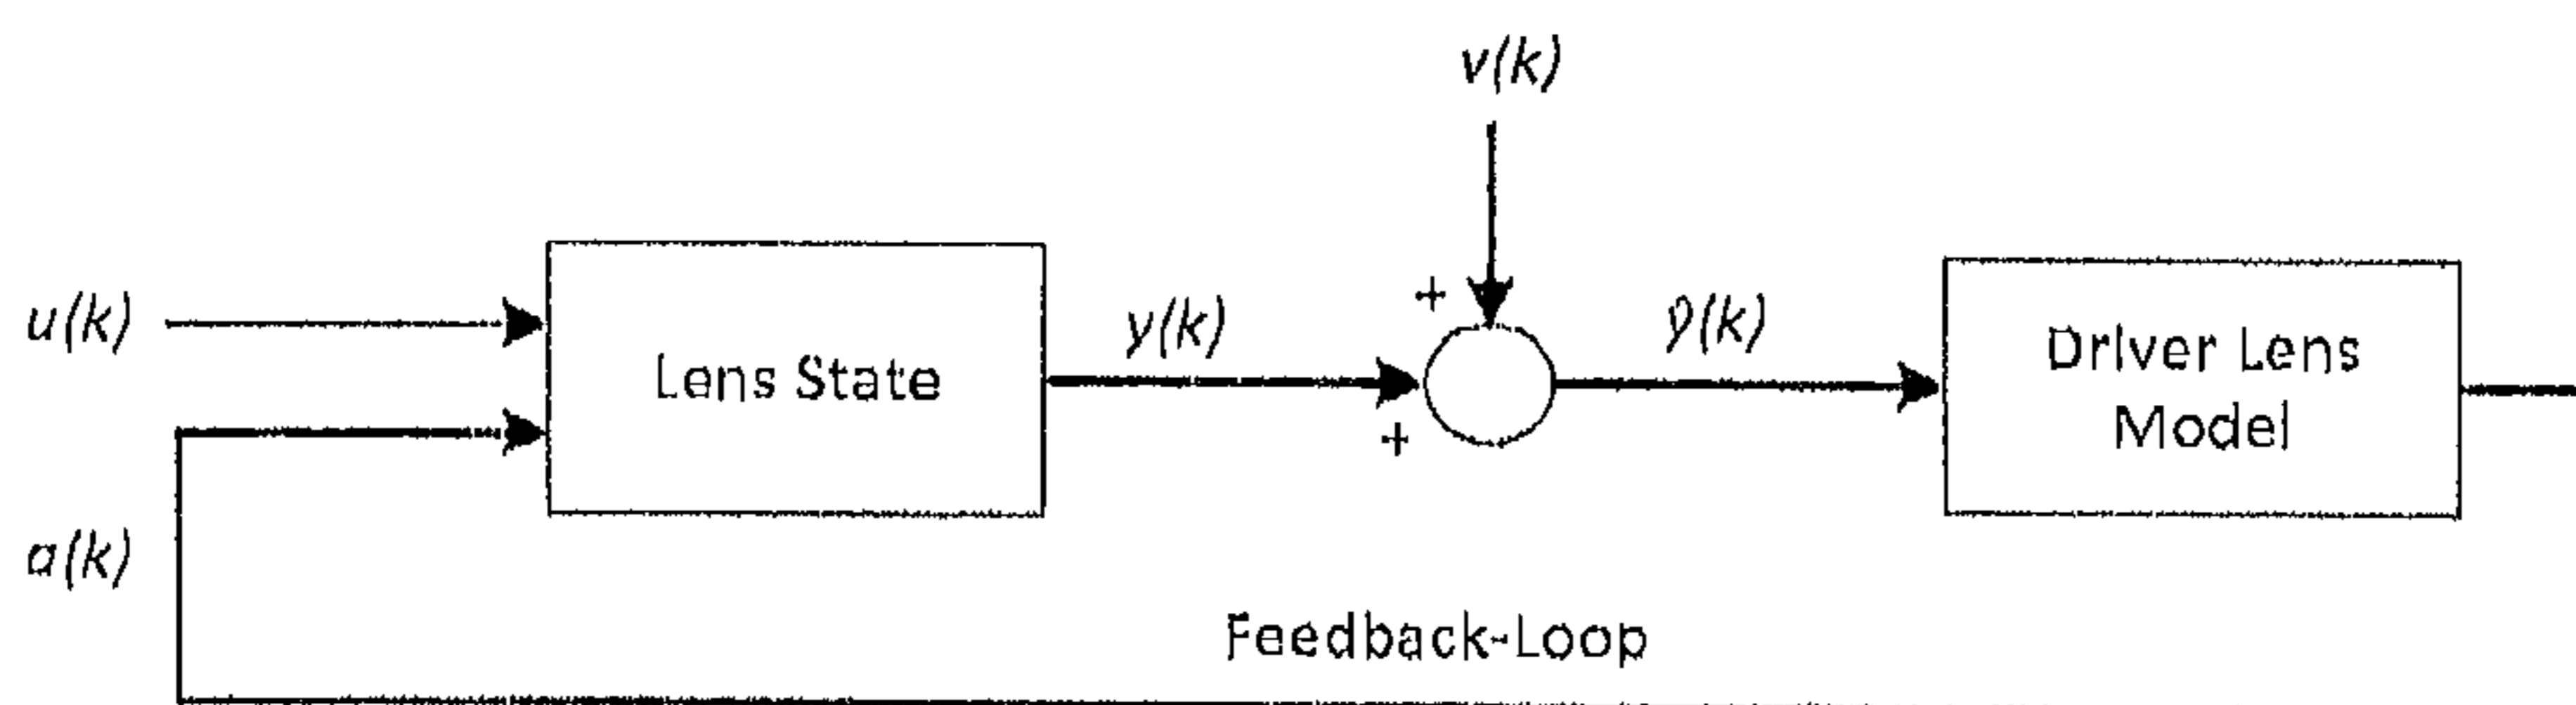 v(k)
+
u(k)
Lens State
y(k)
ŷ(k)
Driver Lens
Model
+
a(k)
Feedback-Loop